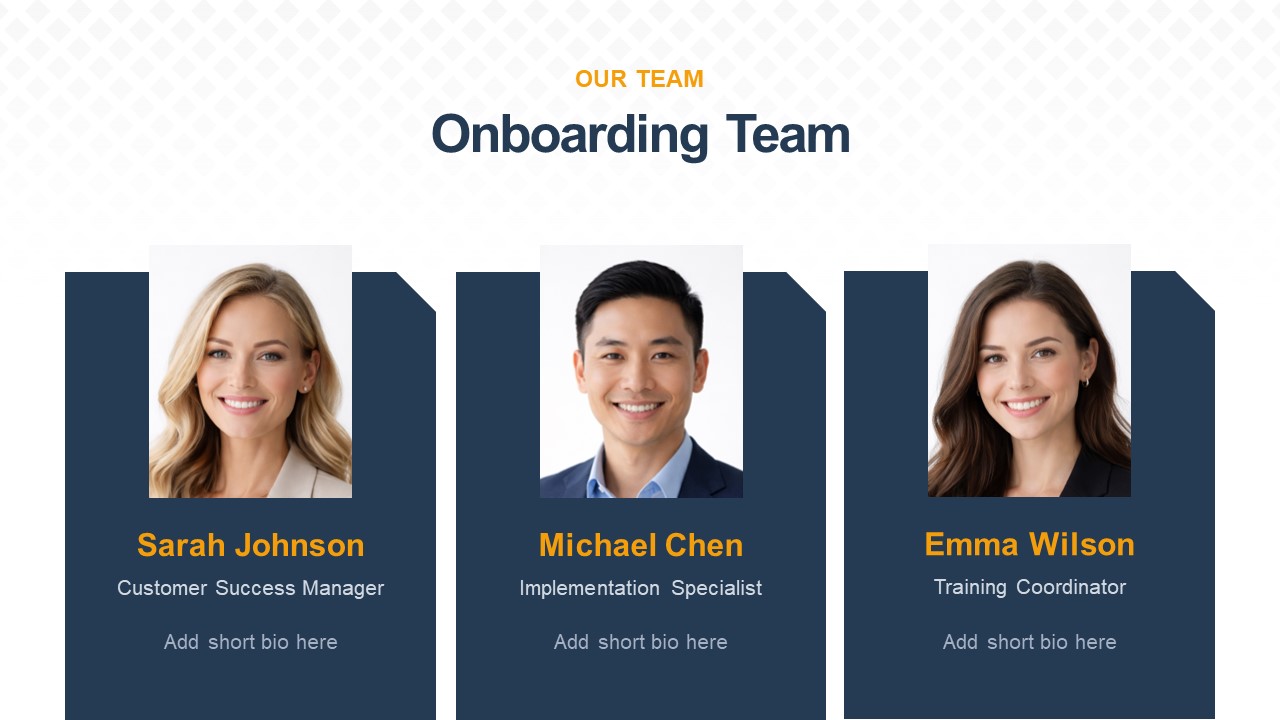 OUR TEAM
Onboarding Team
Sarah Johnson
Customer Success Manager
Add short bio here
Michael Chen
Implementation Specialist
Add short bio here
Emma Wilson
Training Coordinator
Add short bio here